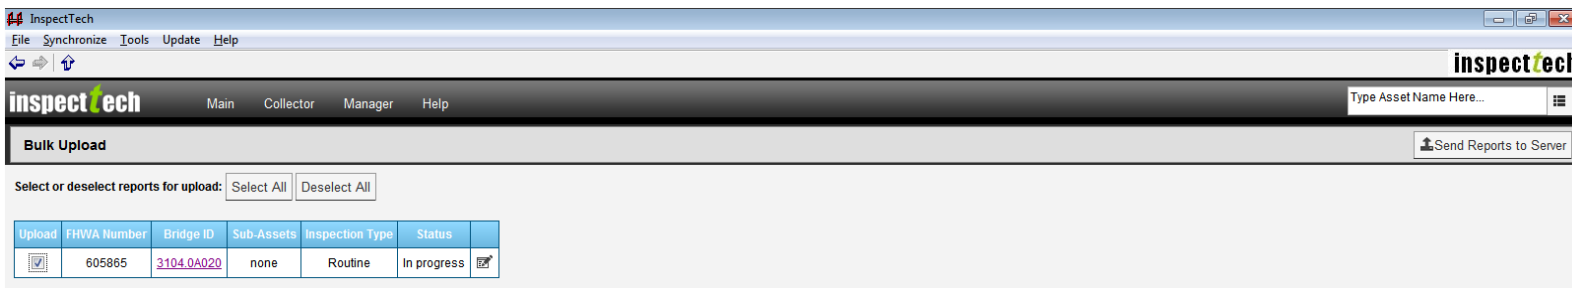 InspectTech
File Synchronize Tools Update Help
inspecttech
inspecttech Main Collector Manager Help Type Asset Name Here...
Bulk Upload Send Reports to Server
Select or deselect reports for upload: Select All Deselect All
Upload FHWA Number Bridge ID Sub-Assets Inspection Type Status
605865 3104.0A020 none Routine In progress